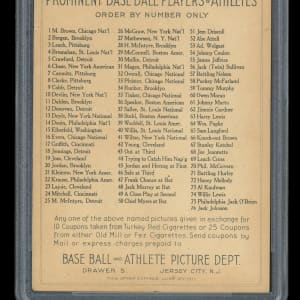 PROMINENT BASE BALL PLAYERS & ATHLETES
ORDER BY NUMBER ONLY
1 M. Brown, Chicago Nat'l
2 Bergen, Brooklyn
3 Leach, Pittsburg
4 Bresnahan, St. Louis Nat'l
5 Crawford, Detroit
6 Chase, New York American
7 Camnitz, Pittsburg
8 Clarke, Pittsburg
9 Cobb, Detroit
10 Devlin, New York Nat'l
11 Dahlen, Brooklyn
12 Donovan, Detroit
13 Doyle, New York Nat'l
14 Dooin, Philadelphia Nat'l
15 Elberfeld, Washington
16 Evers, Chicago Nat'l
17 Griffith, Cincinnati
18 Jennings, Detroit
19 Joss, Cleveland
20 Jordan, Brooklyn
21 Kleinow, New York Amer.
22 Krause, Philadelphia Amer.
23 Lajoie, Cleveland
24 Mitchell, Cincinnati
25 M. McIntyre, Detroit
26 McGraw, New York Nat'l
27 Mathewson, N. Y. Nat'l
28 H. McIntyre, Brooklyn
29 McConnell, Boston Amer.
30 Mullin, Detroit
31 Magee, Philadelphia Nat'l
32 Overall, Chicago National
33 Pfeister, Chicago National
34 Rucker, Brooklyn
35 Tinker, Chicago National
36 Speaker, Boston American
37 Sallee, St. Louis National
38 Stahl, Boston American
39 Waddell, St. Louis Amer.
40 Willis, St. Louis National
41 Wiltse, New York National
42 Young, Cleveland
43 Out at Third
44 Trying to Catch Him Nap'g
45 Jordan and Herzog at First
46 Safe at Third
47 Frank Chance at Bat
48 Jack Murray at Bat
49 A Close Play at Second
50 Chief Myers at Bat
51 Jem Driscoll
52 Abe Attell
53 Ad. Wolgast
54 Johnny Coulon
55 James Jeffries
56 Jack (Twin) Sullivan
57 Battling Nelson
58 Packey McFarland
59 Tommy Murphy
60 Owen Moran
61 Johnny Marto
62 Jimmie Gardner
63 Harry Lewis
64 Wm. Papke
65 Sam Langford
66 Knock-out Brown
67 Stanley Ketchel
68 Joe Jeannette
69 Leach Cross
70 Phil. McGovern
71 Battling Hurley
72 Honey Mellody
73 Al Kaufman
74 Willie Lewis
75 Philadelphia Jack O'Brien
76 Jack Johnson
Any one of the above named pictures given in exchange for
10 Coupons taken from Turkey Red Cigarettes or 25 Coupons
from either Old Mill or Fez Cigarettes. Send coupons by
Mail or express charges prepaid to
BASE BALL AND ATHLETE PICTURE DEPT.
DRAWER S JERSEY CITY, N.J.
THIS OFFER EXPIRES JUNE 30TH 1911.